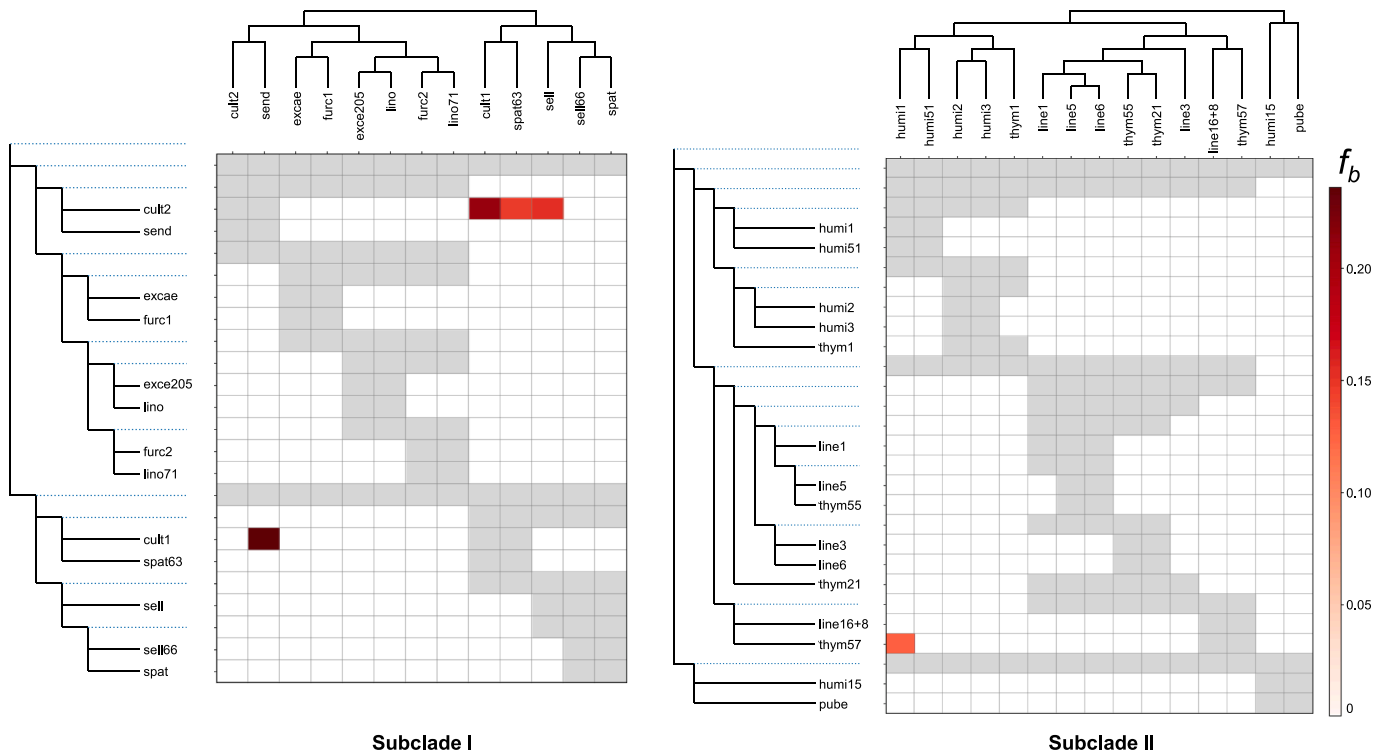 cult2
send
excae
furc1
exce205
lino
furc2
lino71
cult1
spat63
sell
sell66
spat
cult2
send
excae
furc1
exce205
lino
furc2
lino71
cult1
spat63
sell
sell66
spat
Subclade I
humi1
humi51
humi2
humi3
thym1
line1
line5
line6
thym55
thym21
line3
line16+8
thym57
humi15
pube
humi1
humi51
humi2
humi3
thym1
line1
line5
thym55
line3
line6
thym21
line16+8
thym57
humi15
pube
Subclade II
fb
0.20
0.15
0.10
0.05
0